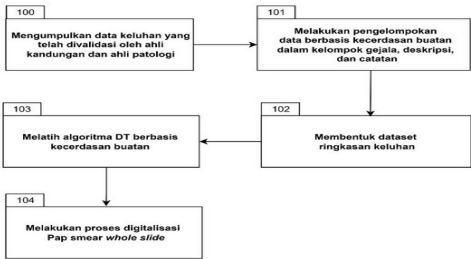 100
Mengumpulkan data keluhan yang
telah divalidasi oleh ahli
kandungan dan ahli patologi
101
Melakukan pengelompokan
data berbasis kecerdasan buatan
dalam kelompok gejala, deskripsi,
dan catatan
102
Membentuk dataset
ringkasan keluhan
103
Melatih algoritma DT berbasis
kecerdasan buatan
104
Melakukan proses digitalisasi
Pap smear whole slide